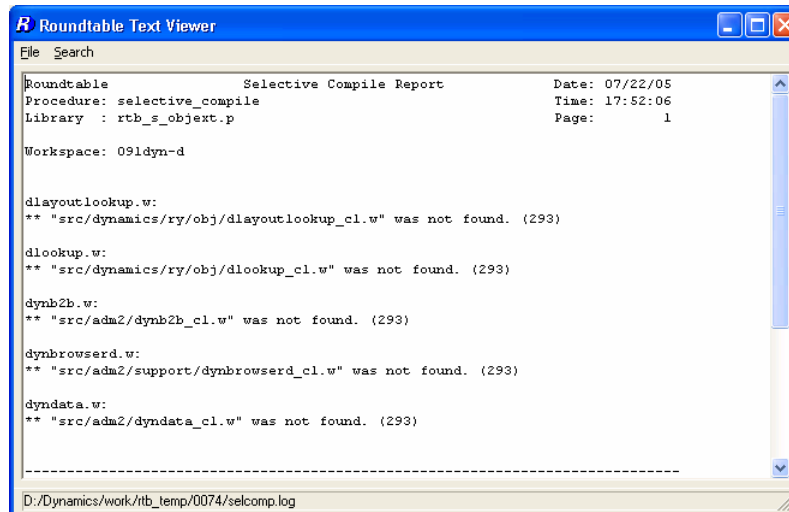 R Roundtable Text Viewer
File Search
Roundtable Selective Compile Report Date: 07/22/05
Procedure: selective_compile Time: 17:52:06
Library : rtb_s_objext.p Page: 1
Workspace: 091dyn-d
dlayoutlookup.w:
** "src/dynamics/ry/obj/dlayoutlookup_cl.w" was not found. (293)
dlookup.w:
** "src/dynamics/ry/obj/dlookup_cl.w" was not found. (293)
dynb2b.w:
** "src/adm2/dynb2b_cl.w" was not found. (293)
dynbrowserd.w:
** "src/adm2/support/dynbrowserd_cl.w" was not found. (293)
dyndata.w:
** "src/adm2/dyndata_cl.w" was not found. (293)
--------------------------------------------------------------------------------
D:/Dynamics/work/rtb_temp/0074/selcomp.log